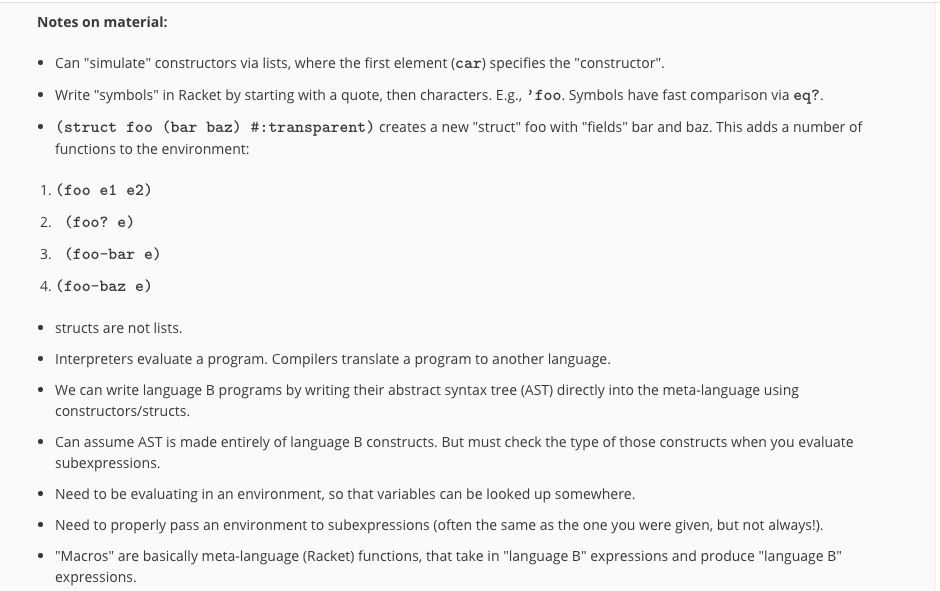 Notes on material:
• Can "simulate" constructors via lists, where the first element (car) specifies the "constructor".
• Write "symbols" in Racket by starting with a quote, then characters. E.g., ’foo. Symbols have fast comparison via eq?.
• (struct foo (bar baz) #:transparent) creates a new "struct" foo with "fields" bar and baz. This adds a number of
functions to the environment:
1. (foo e1 e2)
2. (foo? e)
3. (foo-bar e)
4. (foo-baz e)
• structs are not lists.
• Interpreters evaluate a program. Compilers translate a program to another language.
• We can write language B programs by writing their abstract syntax tree (AST) directly into the meta-language using
constructors/structs.
• Can assume AST is made entirely of language B constructs. But must check the type of those constructs when you evaluate
subexpressions.
• Need to be evaluating in an environment, so that variables can be looked up somewhere.
• Need to properly pass an environment to subexpressions (often the same as the one you were given, but not always!).
• "Macros" are basically meta-language (Racket) functions, that take in "language B" expressions and produce "language B"
expressions.